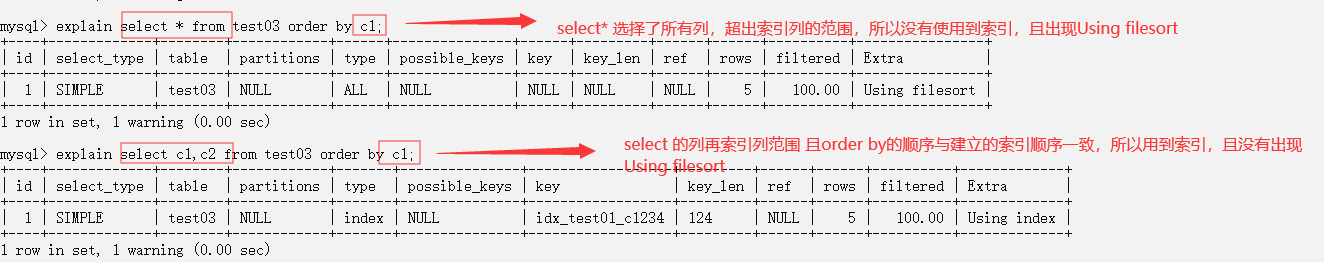 mysql> explain select * from test03 order by c1;
select* 选择了所有列，超出索引列的范围，所以没有使用到索引，且出现Using filesort
+----+-------------+--------+------------+------+---------------+------+---------+------+------+----------+----------------+
| id | select_type | table | partitions | type | possible_keys | key | key_len | ref | rows | filtered | Extra |
+----+-------------+--------+------------+------+---------------+------+---------+------+------+----------+----------------+
| 1 | SIMPLE | test03 | NULL | ALL | NULL | NULL | NULL | NULL | 5 | 100.00 | Using filesort |
+----+-------------+--------+------------+------+---------------+------+---------+------+------+----------+----------------+
1 row in set, 1 warning (0.00 sec)
mysql> explain select c1,c2 from test03 order by c1;
select 的列再索引列范围 且order by的顺序与建立的索引顺序一致，所以用到索引，且没有出现
Using filesort
+----+-------------+--------+------------+-------+---------------+------------------+---------+------+------+----------+-------------+
| id | select_type | table | partitions | type | possible_keys | key | key_len | ref | rows | filtered | Extra |
+----+-------------+--------+------------+-------+---------------+------------------+---------+------+------+----------+-------------+
| 1 | SIMPLE | test03 | NULL | index | NULL | idx_test01_c1234 | 124 | NULL | 5 | 100.00 | Using index |
+----+-------------+--------+------------+-------+---------------+------------------+---------+------+------+----------+-------------+
1 row in set, 1 warning (0.00 sec)